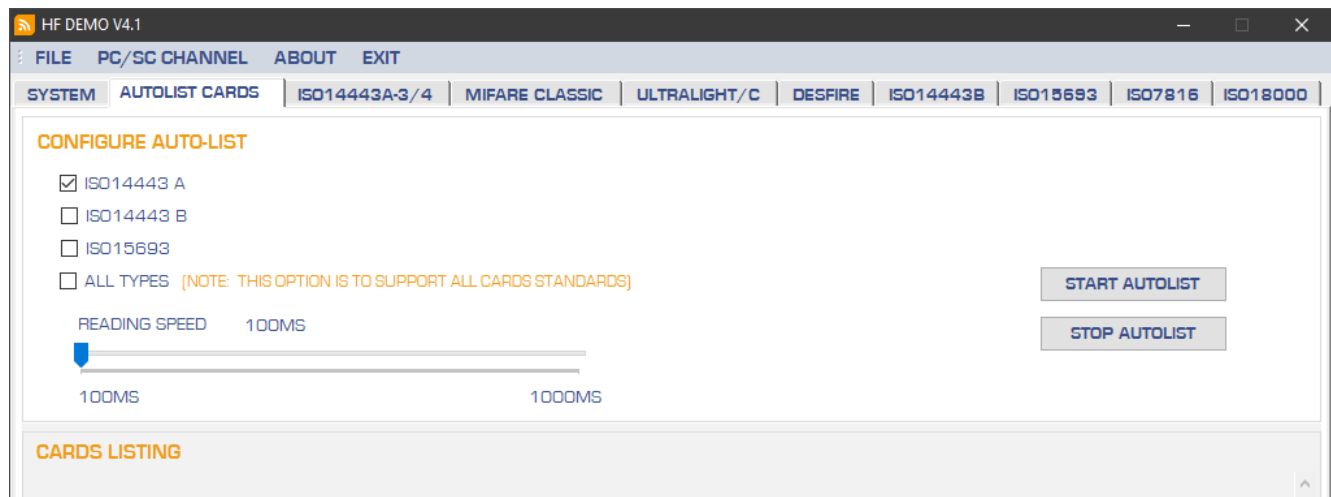 HF DEMO V4.1
FILE PC/SC CHANNEL ABOUT EXIT
SYSTEM AUTOLIST CARDS ISO14443A-3/4 MIFARE CLASSIC ULTRALIGHT/C DESFIRE ISO14443B ISO15693 ISO7816 ISO18000
CONFIGURE AUTO-LIST
ISO14443 A
ISO14443 B
ISO15693
ALL TYPES (NOTE: THIS OPTION IS TO SUPPORT ALL CARDS STANDARDS)
START AUTOLIST
READING SPEED 100MS
STOP AUTOLIST
100MS 1000MS
CARDS LISTING